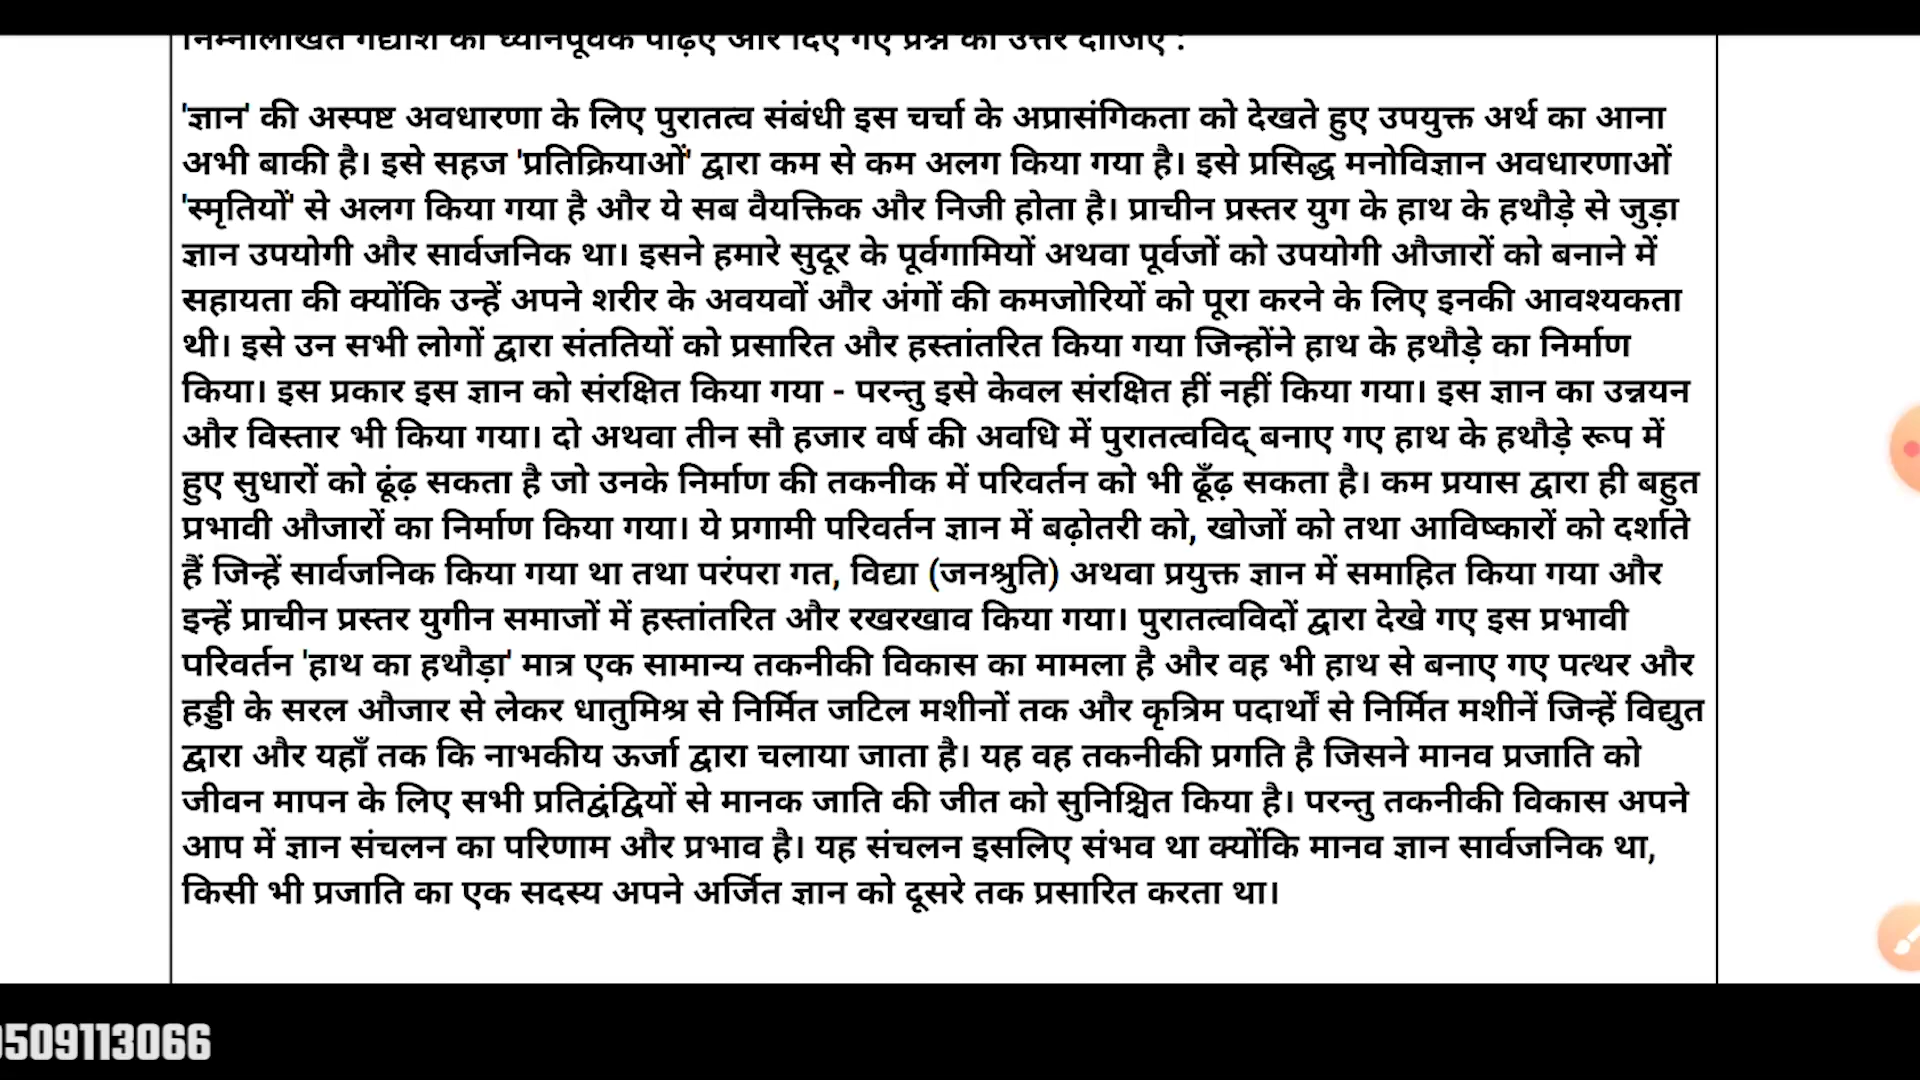 निम्नलिखित गद्यांश को ध्यानपूर्वक पढ़िए और दिए गए प्रश्न का उत्तर दीजिए :
'ज्ञान' की अस्पष्ट अवधारणा के लिए पुरातत्व संबंधी इस चर्चा के अप्रासंगिकता को देखते हुए उपयुक्त अर्थ का आना
अभी बाकी है। इसे सहज 'प्रतिक्रियाओं' द्वारा कम से कम अलग किया गया है। इसे प्रसिद्ध मनोविज्ञान अवधारणाओं
'स्मृतियों' से अलग किया गया है और ये सब वैयक्तिक और निजी होता है। प्राचीन प्रस्तर युग के हाथ के हथौड़े से जुड़ा
ज्ञान उपयोगी और सार्वजनिक था। इसने हमारे सुदूर के पूर्वगामियों अथवा पूर्वजों को उपयोगी औजारों को बनाने में
सहायता की क्योंकि उन्हें अपने शरीर के अवयवों और अंगों की कमजोरियों को पूरा करने के लिए इनकी आवश्यकता
थी। इसे उन सभी लोगों द्वारा संततियों को प्रसारित और हस्तांतरित किया गया जिन्होंने हाथ के हथौड़े का निर्माण
किया। इस प्रकार इस ज्ञान को संरक्षित किया गया - परन्तु इसे केवल संरक्षित हीं नहीं किया गया। इस ज्ञान का उन्नयन
और विस्तार भी किया गया। दो अथवा तीन सौ हजार वर्ष की अवधि में पुरातत्वविद् बनाए गए हाथ के हथौड़े रूप में
हुए सुधारों को ढूंढ़ सकता है जो उनके निर्माण की तकनीक में परिवर्तन को भी ढूँढ़ सकता है। कम प्रयास द्वारा ही बहुत
प्रभावी औजारों का निर्माण किया गया। ये प्रगामी परिवर्तन ज्ञान में बढ़ोतरी को, खोजों को तथा आविष्कारों को दर्शाते
हैं जिन्हें सार्वजनिक किया गया था तथा परंपरा गत, विद्या (जनश्रुति) अथवा प्रयुक्त ज्ञान में समाहित किया गया और
इन्हें प्राचीन प्रस्तर युगीन समाजों में हस्तांतरित और रखरखाव किया गया। पुरातत्वविदों द्वारा देखे गए इस प्रभावी
परिवर्तन 'हाथ का हथौड़ा' मात्र एक सामान्य तकनीकी विकास का मामला है और वह भी हाथ से बनाए गए पत्थर और
हड्डी के सरल औजार से लेकर धातुमिश्र से निर्मित जटिल मशीनों तक और कृत्रिम पदार्थों से निर्मित मशीनें जिन्हें विद्युत
द्वारा और यहाँ तक कि नाभकीय ऊर्जा द्वारा चलाया जाता है। यह वह तकनीकी प्रगति है जिसने मानव प्रजाति को
जीवन मापन के लिए सभी प्रतिद्वंद्वियों से मानक जाति की जीत को सुनिश्चित किया है। परन्तु तकनीकी विकास अपने
आप में ज्ञान संचलन का परिणाम और प्रभाव है। यह संचलन इसलिए संभव था क्योंकि मानव ज्ञान सार्वजनिक था,
किसी भी प्रजाति का एक सदस्य अपने अर्जित ज्ञान को दूसरे तक प्रसारित करता था।
509113066